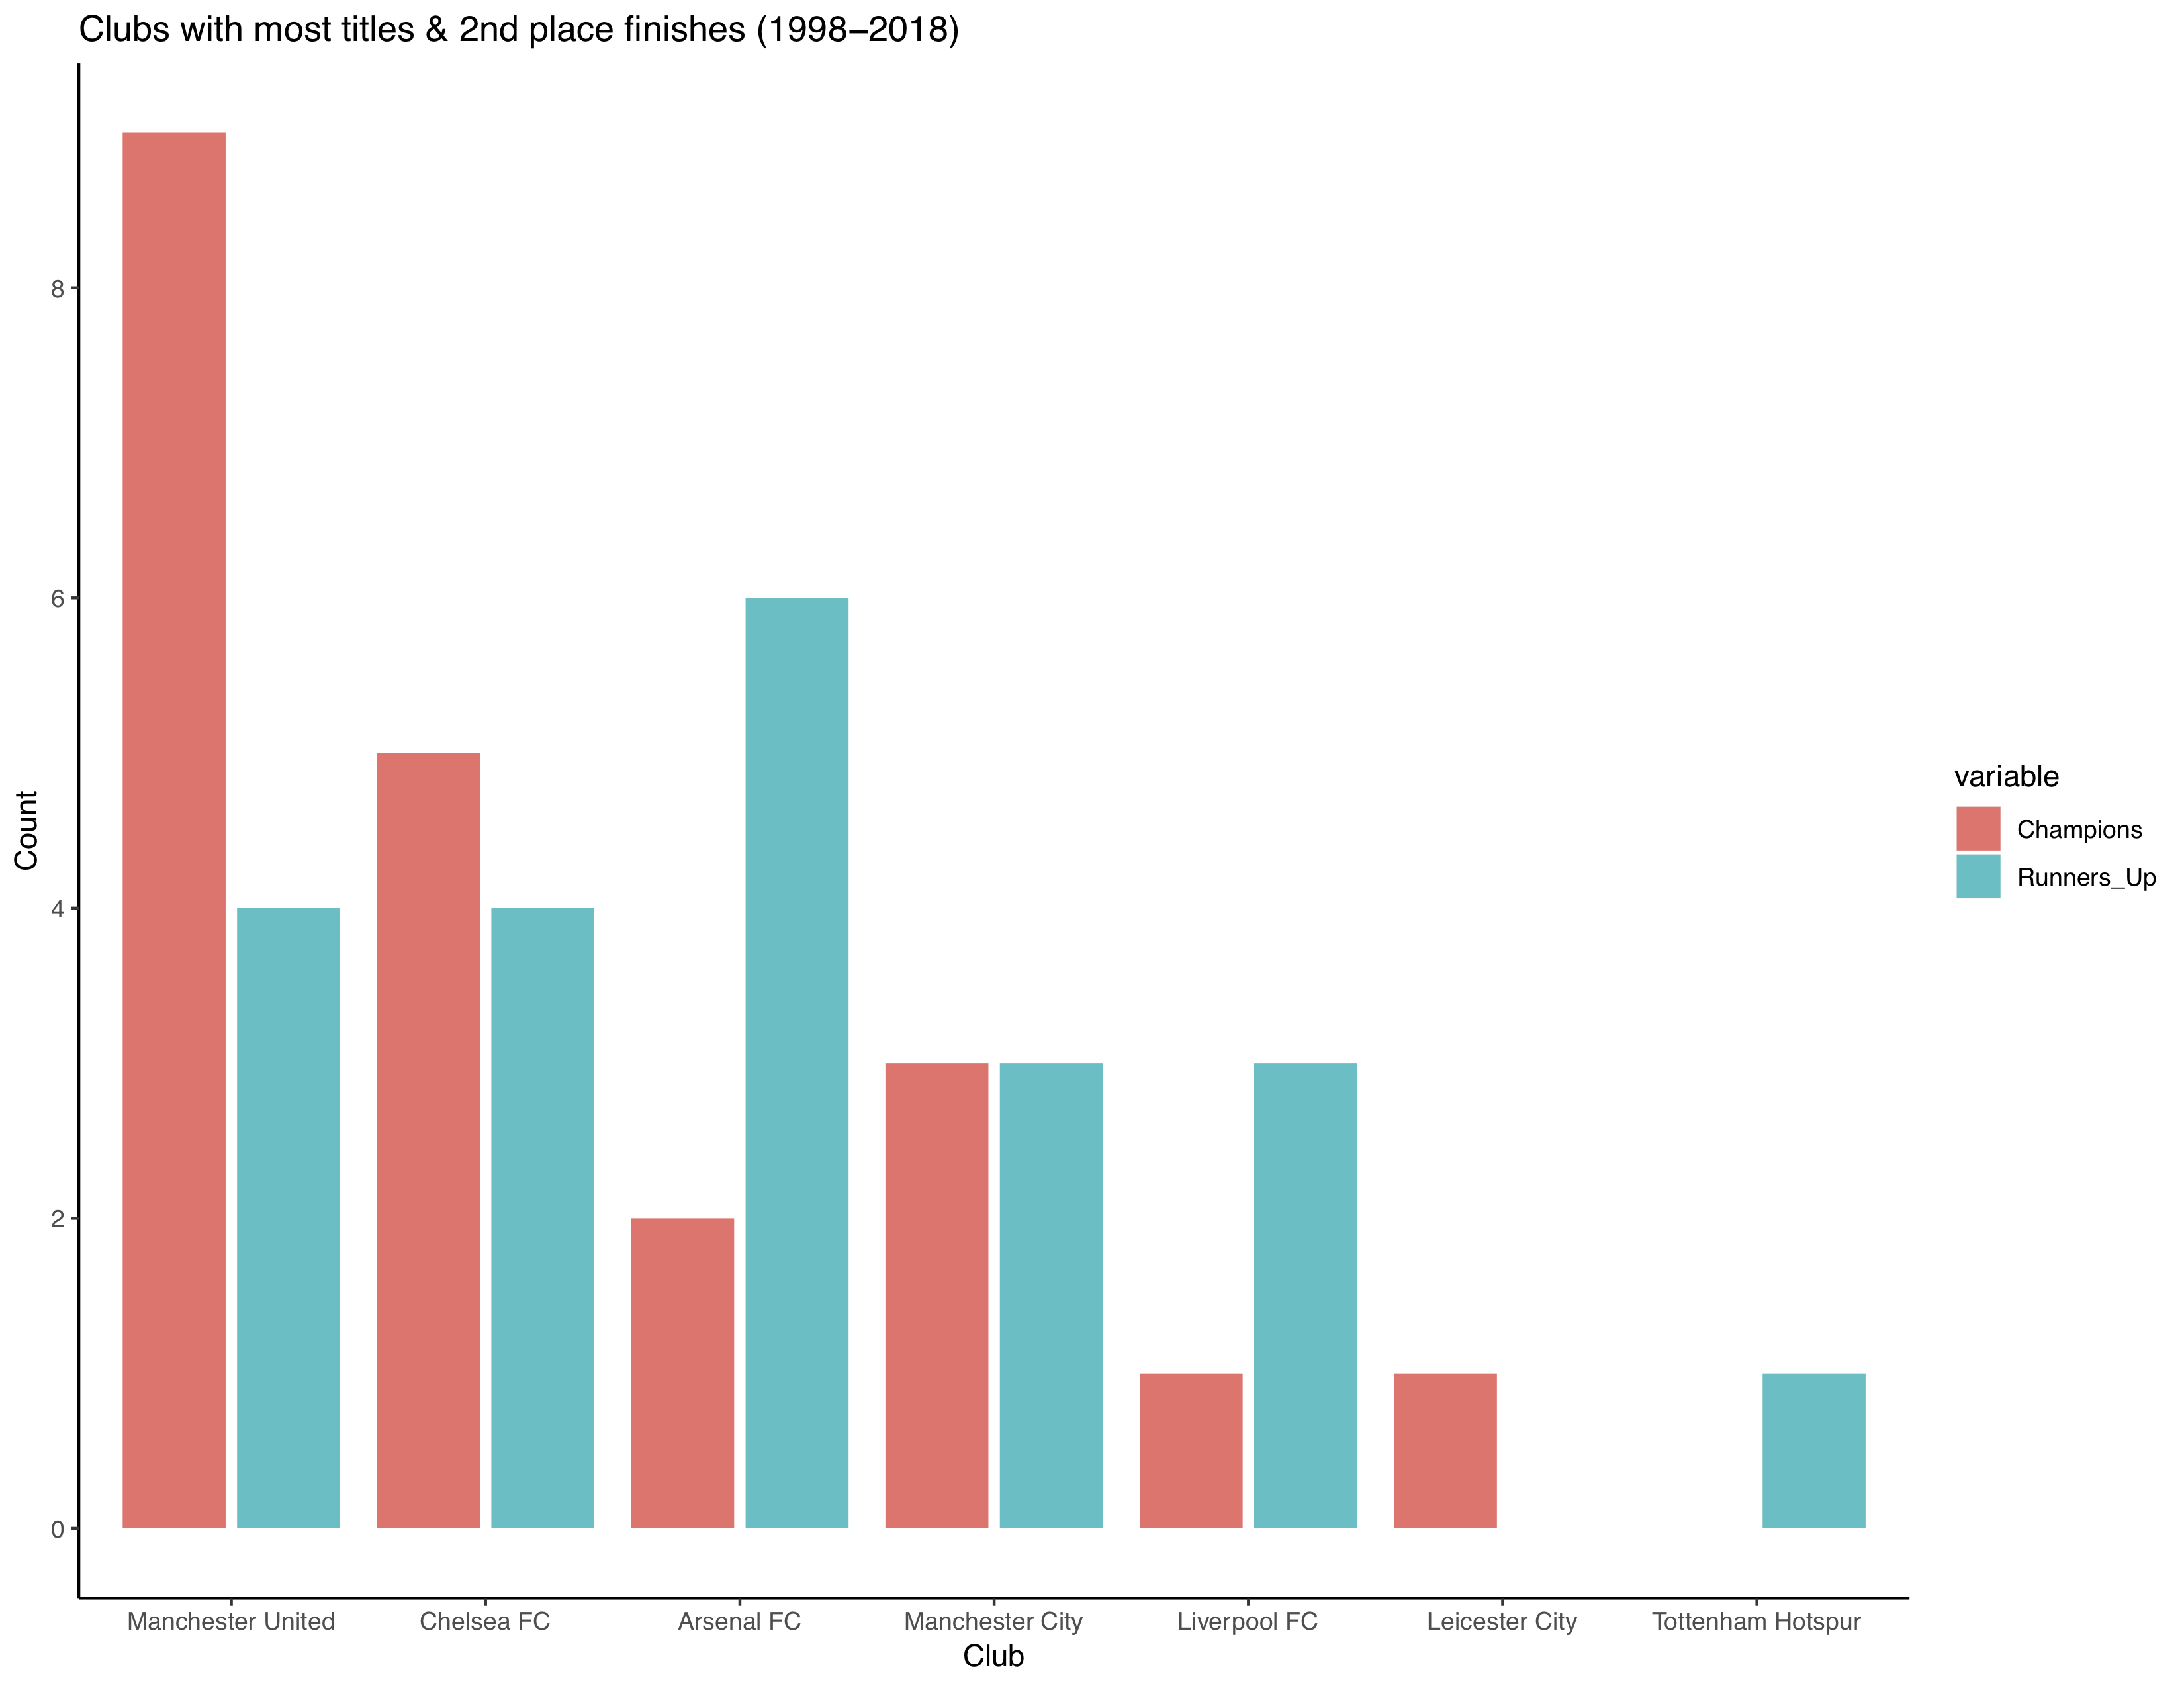 Clubs with most titles & 2nd place finishes (1998−2018)
8
6
4
2
0
Count
Manchester United
Chelsea FC
Arsenal FC
Manchester City
Liverpool FC
Leicester City
Tottenham Hotspur
Club
variable
Champions
Runners_Up